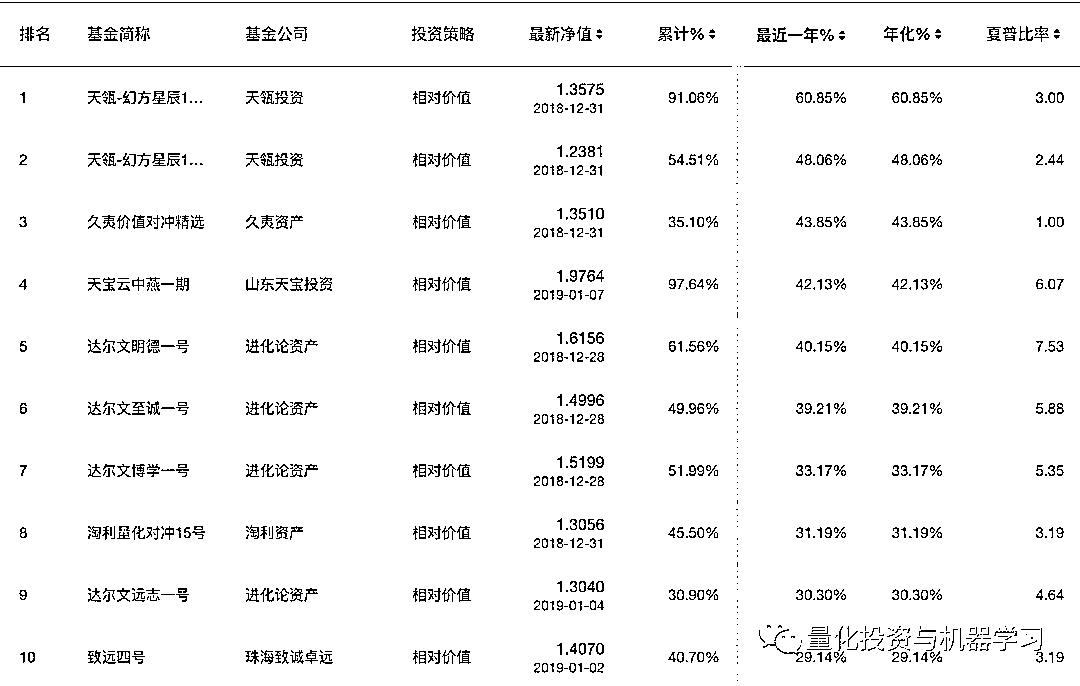 排名 基金简称 基金公司 投资策略 最新净值 累计% 最近一年% 年化% 夏普比率
1 天瓴-幻方星辰1... 天瓴投资 相对价值 1.3575 91.06% 60.85% 60.85% 3.00
2018-12-31
2 天瓴-幻方星辰1... 天瓴投资 相对价值 1.2381 54.51% 48.06% 48.06% 2.44
2018-12-31
3 久夷价值对冲精选 久夷资产 相对价值 1.3510 35.10% 43.85% 43.85% 1.00
2018-12-31
4 天宝云中燕一期 山东天宝投资 相对价值 1.9764 97.64% 42.13% 42.13% 6.07
2019-01-07
5 达尔文明德一号 进化论资产 相对价值 1.6156 61.56% 40.15% 40.15% 7.53
2018-12-28
6 达尔文至诚一号 进化论资产 相对价值 1.4996 49.96% 39.21% 39.21% 5.88
2018-12-28
7 达尔文博学一号 进化论资产 相对价值 1.5199 51.99% 33.17% 33.17% 5.35
2018-12-28
8 淘利量化对冲15号 淘利资产 相对价值 1.3056 45.50% 31.19% 31.19% 3.19
2018-12-31
9 达尔文远志一号 进化论资产 相对价值 1.3040 30.90% 30.30% 30.30% 4.64
2019-01-04
量化投资与机器学习
10 致远四号 珠海致诚卓远 相对价值 1.4070 40.70% 29.14% 29.14% 3.19
2019-01-02